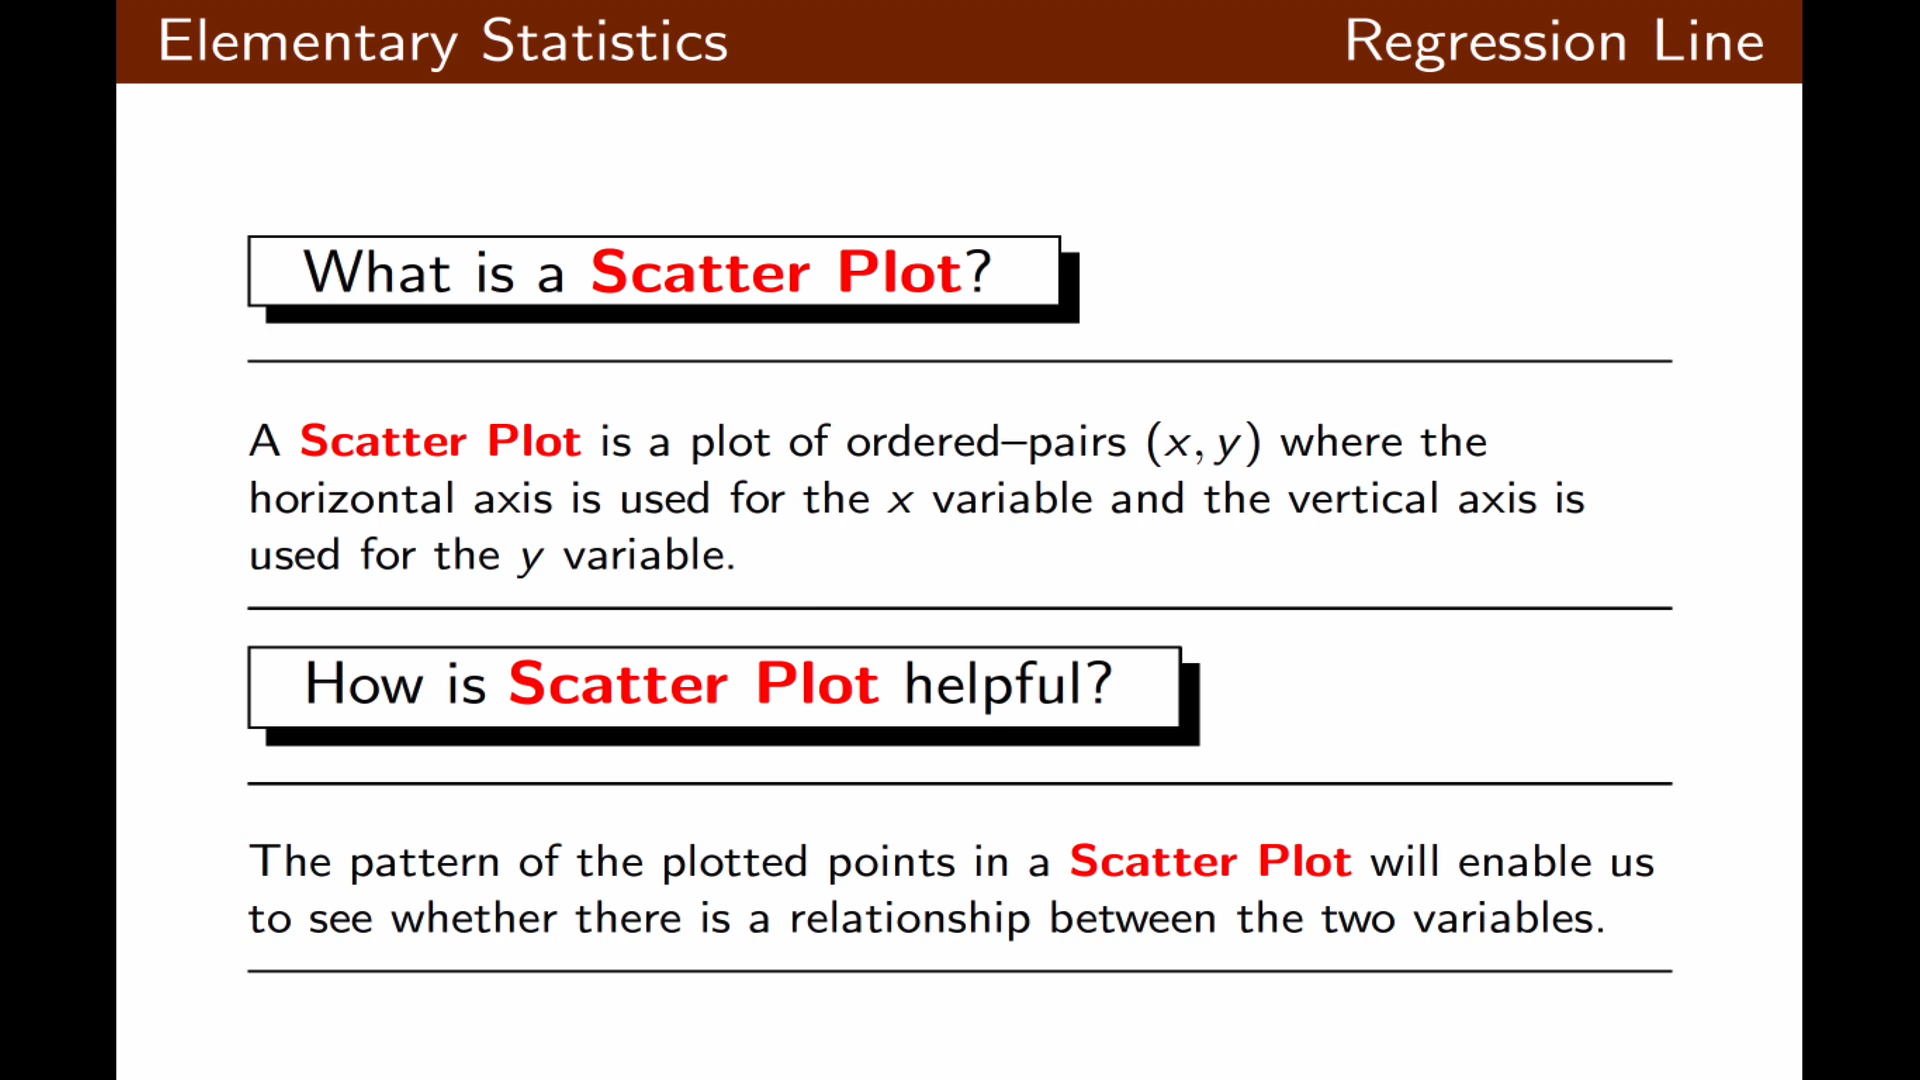 Elementary Statistics Regression Line
What is a Scatter Plot?
A Scatter Plot is a plot of ordered–pairs (x, y) where the
horizontal axis is used for the x variable and the vertical axis is
used for the y variable.
How is Scatter Plot helpful?
The pattern of the plotted points in a Scatter Plot will enable us
to see whether there is a relationship between the two variables.